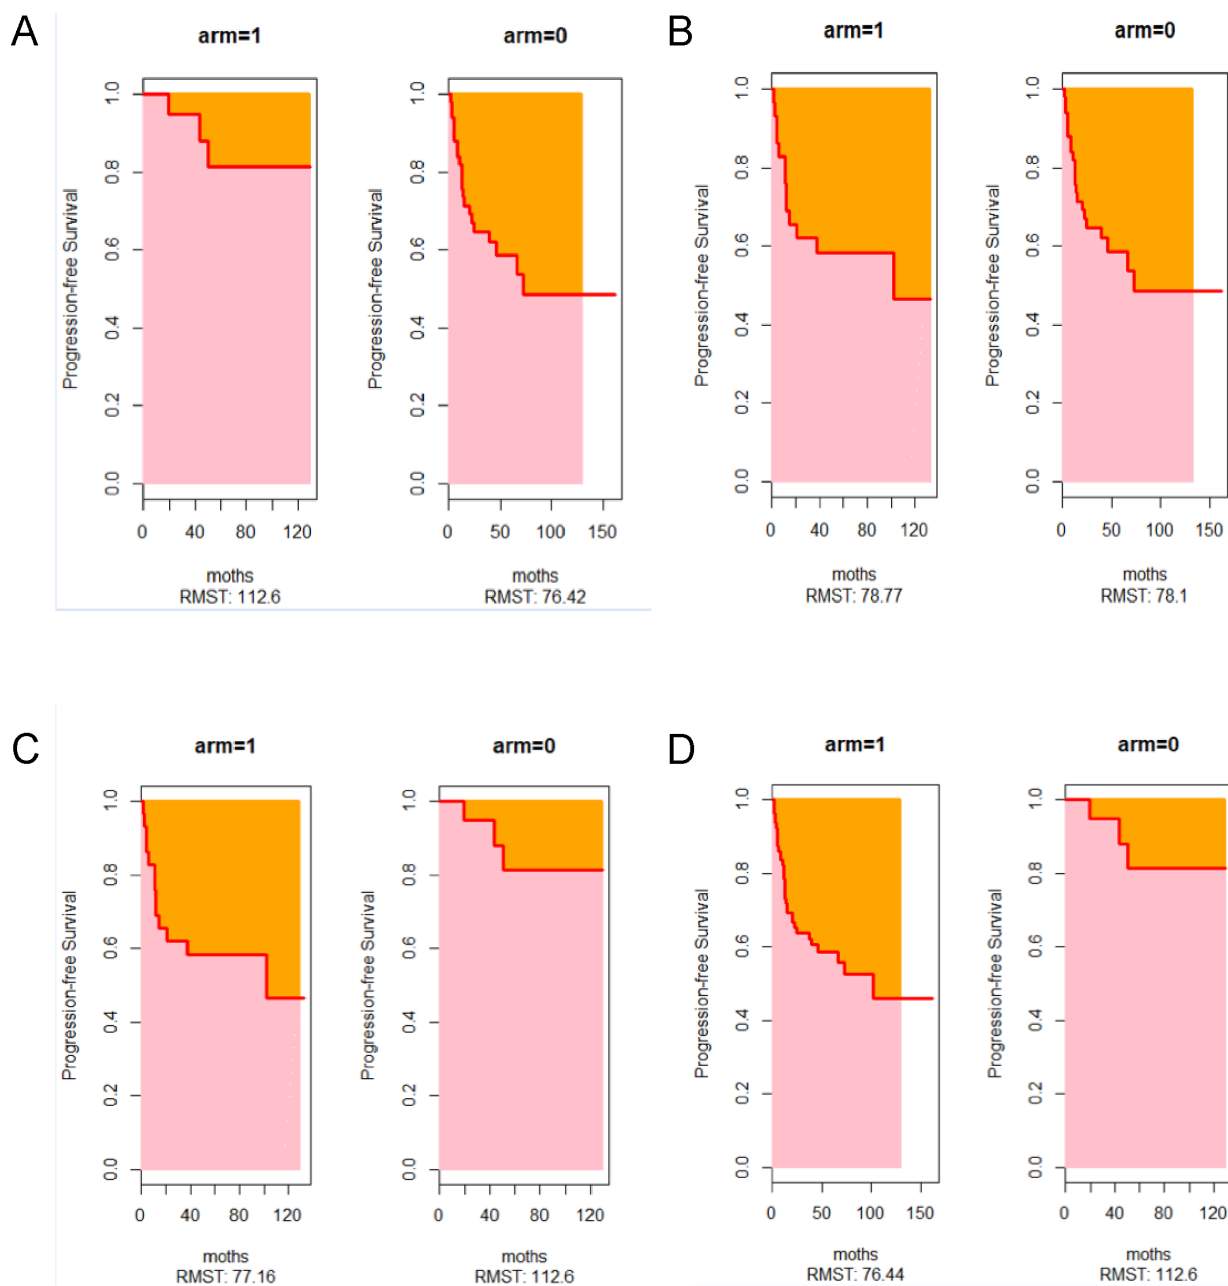 A
arm=1
arm=0
B
arm=1
arm=0
Progression-free Survival
0.0 0.2 0.4 0.6 0.8 1.0
0 40 80 120
moths
RMST: 112.6
Progression-free Survival
0.0 0.2 0.4 0.6 0.8 1.0
0 50 100 150
moths
RMST: 76.42
Progression-free Survival
0.0 0.2 0.4 0.6 0.8 1.0
0 40 80 120
moths
RMST: 78.77
Progression-free Survival
0.0 0.2 0.4 0.6 0.8 1.0
0 50 100 150
moths
RMST: 78.1
C
arm=1
arm=0
D
arm=1
arm=0
Progression-free Survival
0.0 0.2 0.4 0.6 0.8 1.0
0 40 80 120
moths
RMST: 77.16
Progression-free Survival
0.0 0.2 0.4 0.6 0.8 1.0
0 40 80 120
moths
RMST: 112.6
Progression-free Survival
0.0 0.2 0.4 0.6 0.8 1.0
0 50 100 150
moths
RMST: 76.44
Progression-free Survival
0.0 0.2 0.4 0.6 0.8 1.0
0 40 80 120
moths
RMST: 112.6